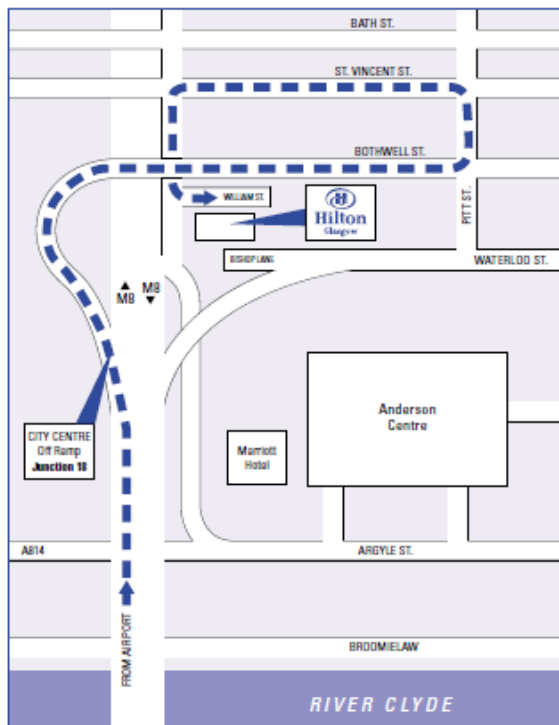 BATH ST.
ST. VINCENT ST.
BOTHWELL ST.
WILLIAM ST.
Hilton
Glasgow
PITT ST.
BISHOP LANE
WATERLOO ST.
M8
M8
CITY CENTRE
Off Ramp
Junction 18
Anderson
Centre
Marriott
Hotel
A814
ARGYLE ST.
FROM AIRPORT
BROOMIELAW
RIVER CLYDE